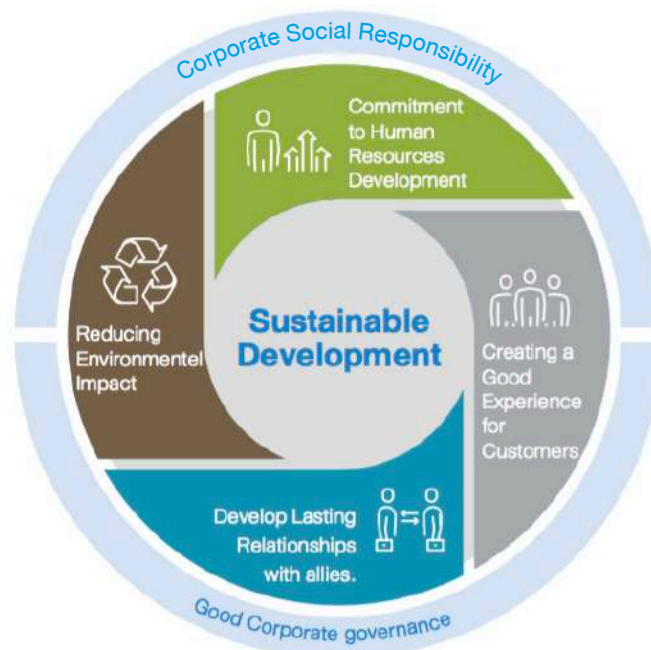 Corporate Social Responsibility
Commitment
to Human
Resources
Development
Reducing
Environmentel
Impact
Sustainable
Development
Creating a
Good
Experience
for
Customers
Develop Lasting
Relationships
with allies.
Good Corporate governance